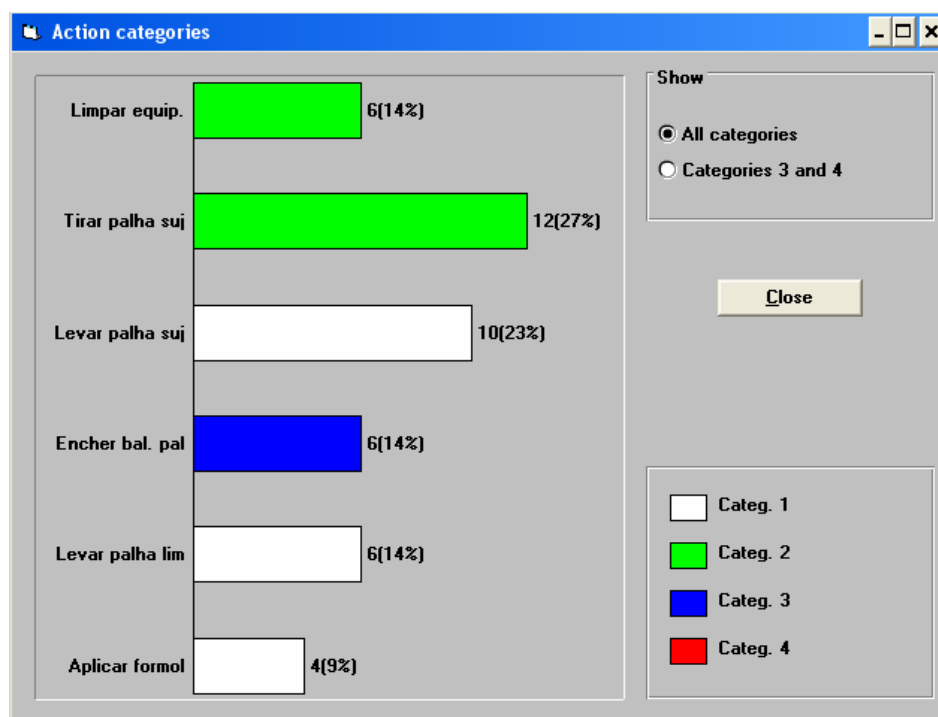 Action categories
Limpar equip.
6(14%)
Tirar palha suj
12(27%)
Levar palha suj
10(23%)
Encher bal. pal
6(14%)
Levar palha lim
6(14%)
Aplicar formol
4(9%)
Show
All categories
Categories 3 and 4
Close
Categ. 1
Categ. 2
Categ. 3
Categ. 4